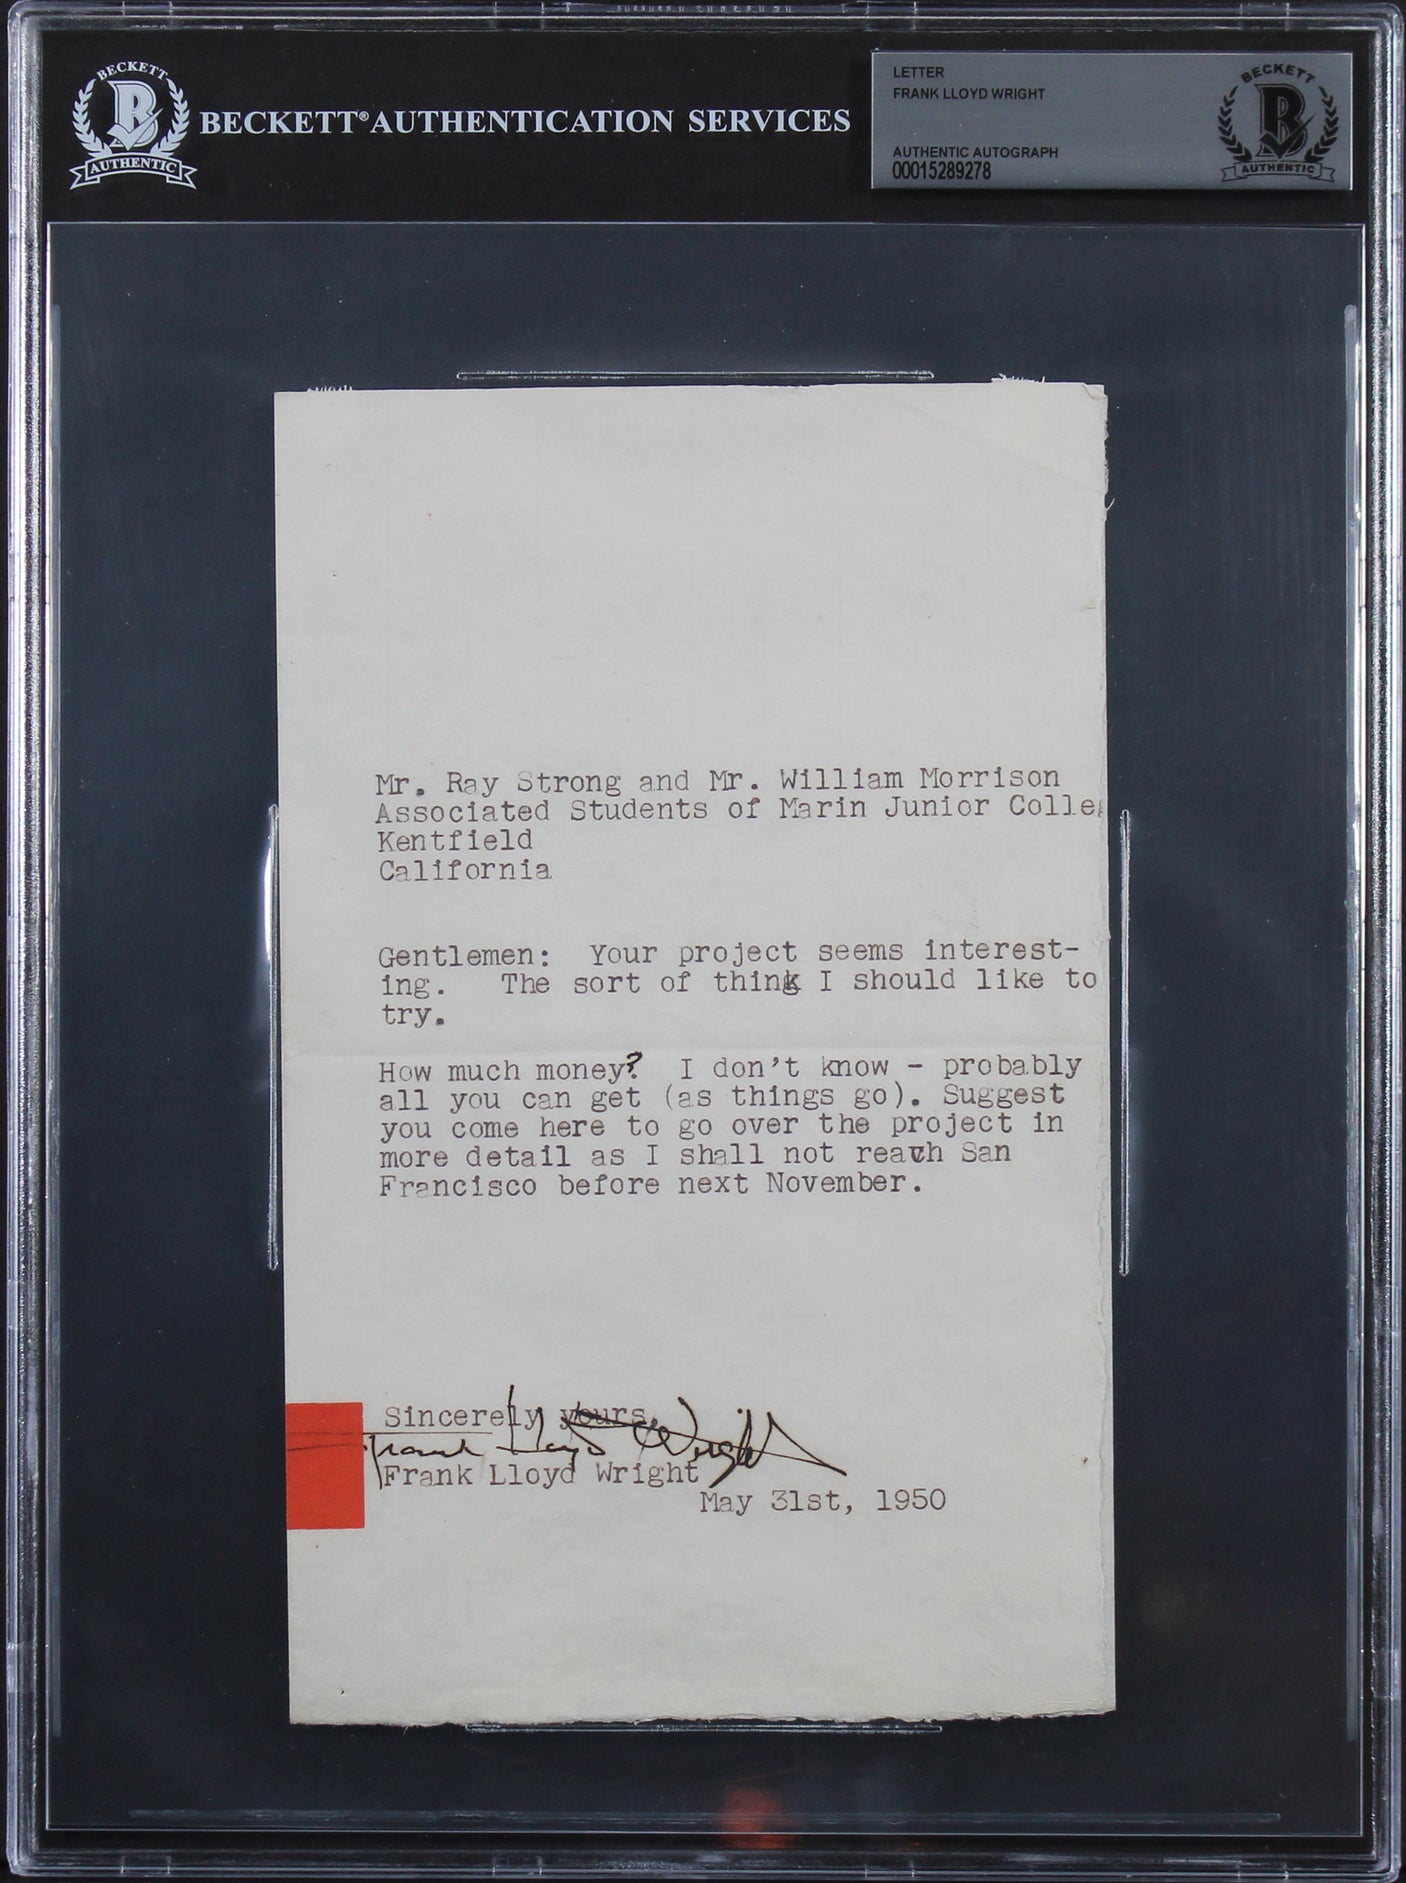 BECKETT
B
AUTHENTIC
BECKETT® AUTHENTICATION SERVICES
LETTER
FRANK LLOYD WRIGHT
AUTHENTIC AUTOGRAPH
00015289278
BECKETT
B
AUTHENTIC
Mr. Ray Strong and Mr. William Morrison
Associated Students of Marin Junior Colle
Kentfield
California
Gentlemen: Your project seems interest-
ing. The sort of thing I should like to
try.
How much money? I don't know - probably
all you can get (as things go). Suggest
you come here to go over the project in
more detail as I shall not reach San
Francisco before next November.
Sincerely yours,
Frank Lloyd Wright
Frank Lloyd Wright
May 31st, 1950